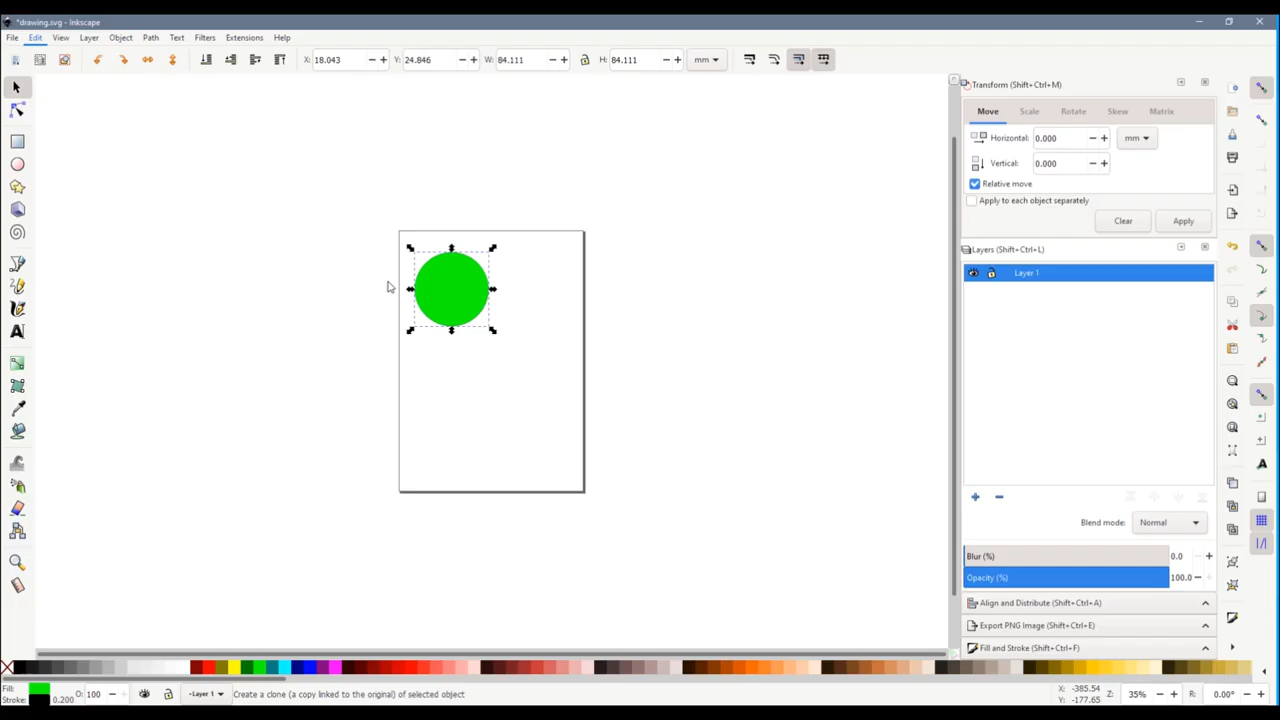 *drawing.svg - Inkscape
File Edit View Layer Object Path Text Filters Extensions Help
X: 18.043 Y: 24.846 W: 84.111 H: 84.111 mm
Transform (Shift+Ctrl+M)
Move Scale Rotate Skew Matrix
Horizontal: 0.000 mm
Vertical: 0.000
Relative move
Apply to each object separately
Clear Apply
Layers (Shift+Ctrl+L)
Layer 1
Blend mode: Normal
Blur (%) 0.0
Opacity (%) 100.0
Align and Distribute (Shift+Ctrl+A)
Export PNG Image (Shift+Ctrl+E)
Fill and Stroke (Shift+Ctrl+F)
Fill: O: 100 Layer 1 Create a clone (a copy linked to the original) of selected object X: -385.54 Z: 35% R: 0.00°
Stroke: 0.200 Y: -177.65